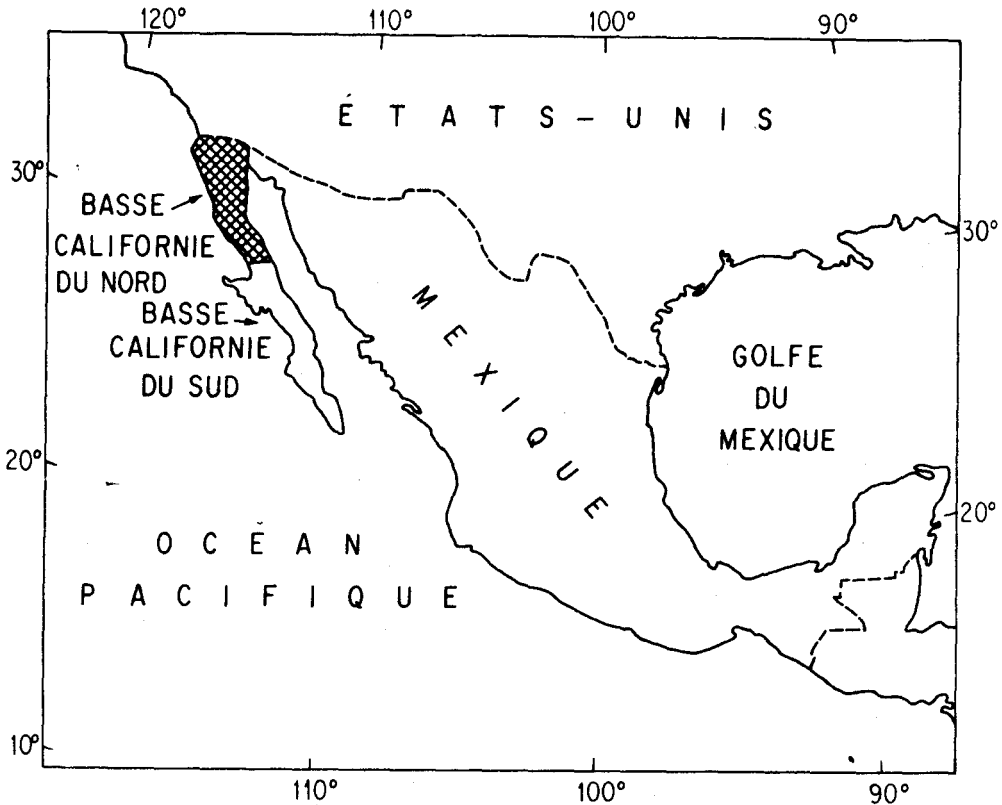 120° 110° 100° 90°
ÉTATS-UNIS
30°
BASSE
CALIFORNIE
DU NORD
30°
BASSE
CALIFORNIE
DU SUD
MEXIQUE
GOLFE
DU
MEXIQUE
20°
20°
OCÉAN
PACIFIQUE
10°
110° 100° 90°